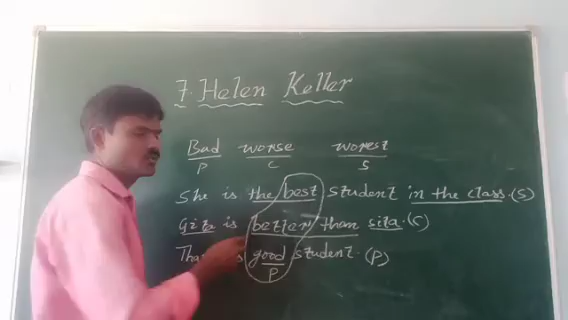 7. Helen Keller
Bad worse worest
P C S
She is the best student in the class. (S)
Gita is better than sita. (C)
good student. (P)
P